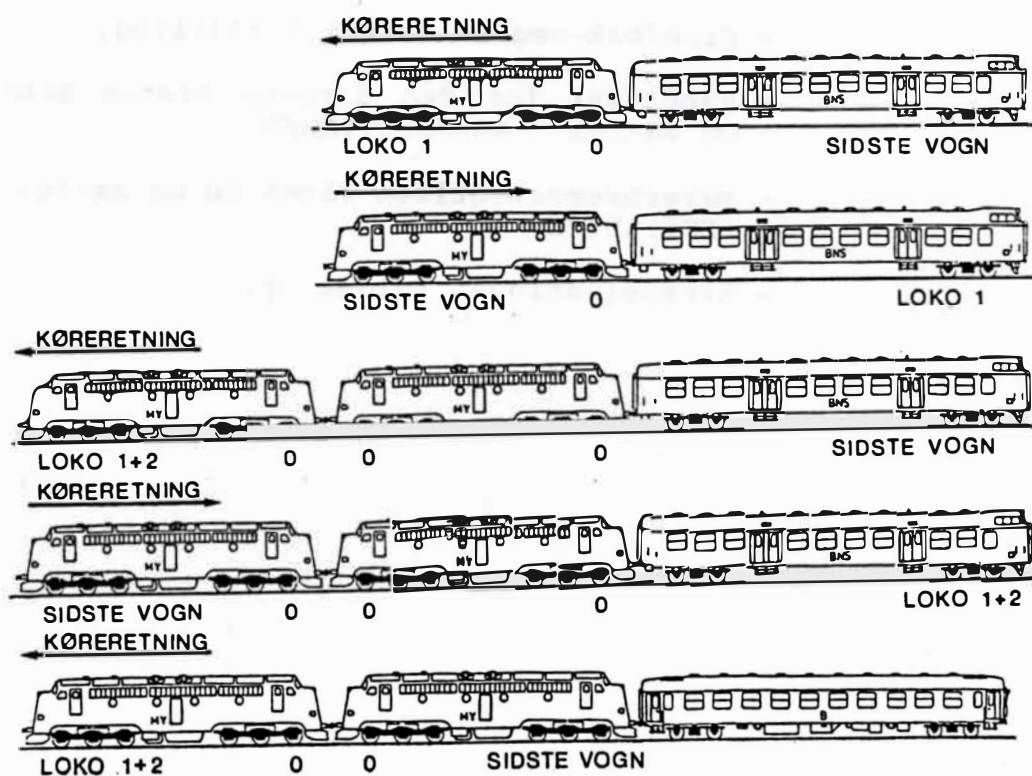 KØRERETNING
MY BNS
LOKO 1 0 SIDSTE VOGN
KØRERETNING
MY BNS
SIDSTE VOGN 0 LOKO 1
KØRERETNING
MY MY BNS
LOKO 1+2 0 0 0 SIDSTE VOGN
KØRERETNING
MY MY BNS
SIDSTE VOGN 0 0 0 LOKO 1+2
KØRERETNING
MY MY B
LOKO 1+2 0 0 SIDSTE VOGN